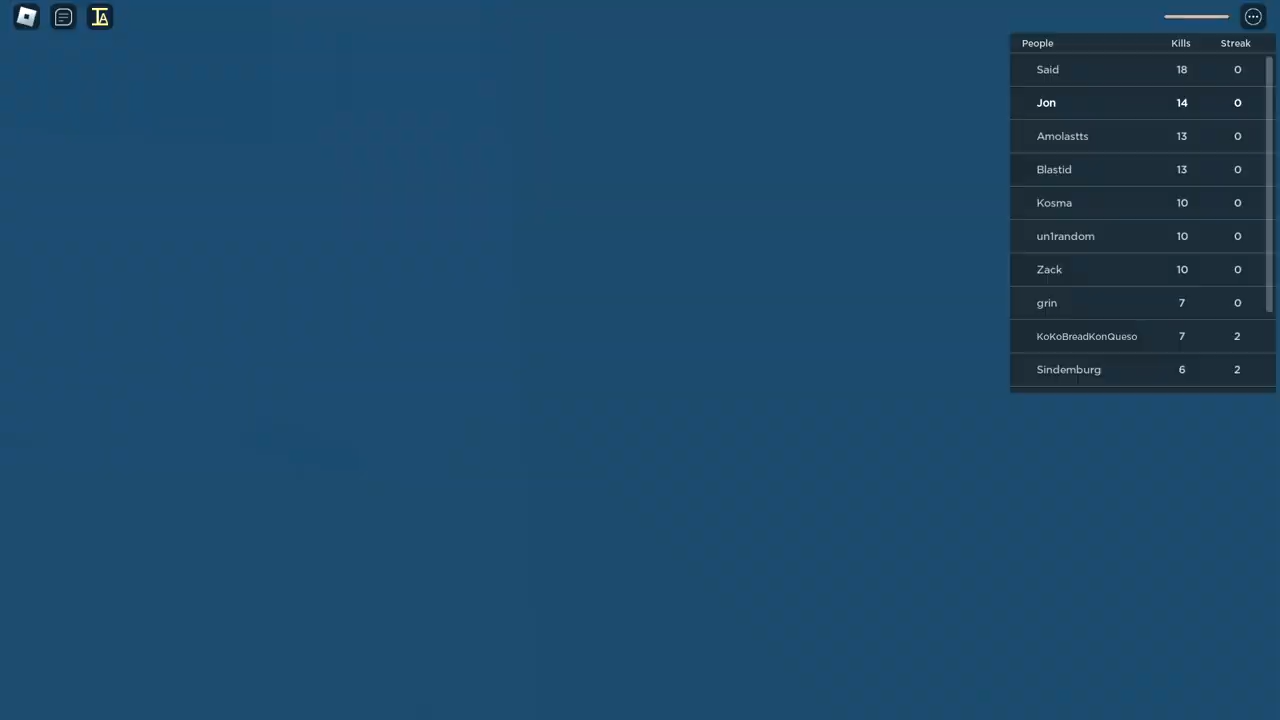 TA
People Kills Streak
Said 18 0
Jon 14 0
Amolastts 13 0
Blastid 13 0
Kosma 10 0
un1random 10 0
Zack 10 0
grin 7 0
KoKoBreadKonQueso 7 2
Sindemburg 6 2